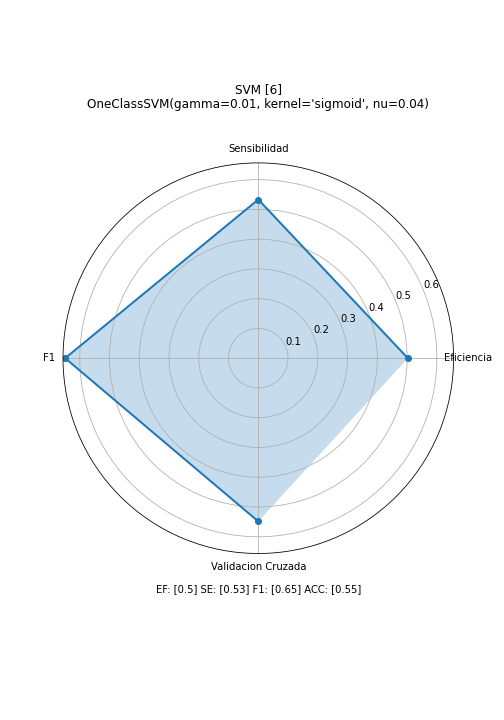 SVM [6]
OneClassSVM(gamma=0.01, kernel='sigmoid', nu=0.04)
Sensibilidad
0.6
0.5
0.4
0.3
0.2
0.1
F1
Eficiencia
Validacion Cruzada
EF: [0.5] SE: [0.53] F1: [0.65] ACC: [0.55]